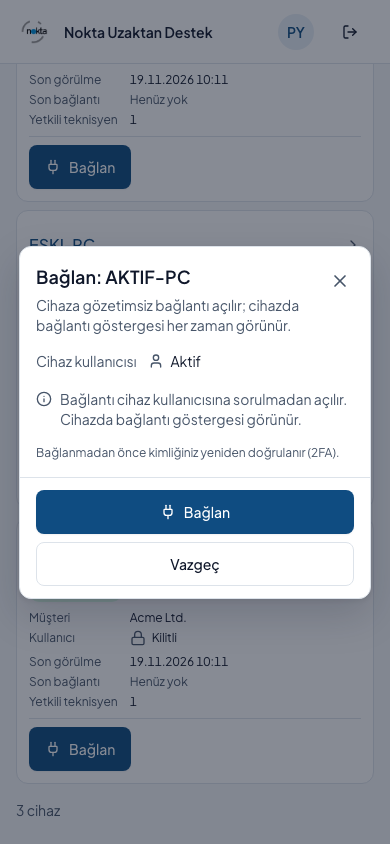 nokta
Nokta Uzaktan Destek
PY
Son görülme 19.11.2026 10:11
Son bağlantı Henüz yok
Yetkili teknisyen 1
Bağlan
ESKI-PC
Bağlan: AKTIF-PC
Cihaza gözetimsiz bağlantı açılır; cihazda
bağlantı göstergesi her zaman görünür.
Cihaz kullanıcısı Aktif
Bağlantı cihaz kullanıcısına sorulmadan açılır.
Cihazda bağlantı göstergesi görünür.
Bağlanmadan önce kimliğiniz yeniden doğrulanır (2FA).
Bağlan
Vazgeç
Müşteri Acme Ltd.
Kullanıcı Kilitli
Son görülme 19.11.2026 10:11
Son bağlantı Henüz yok
Yetkili teknisyen 1
Bağlan
3 cihaz